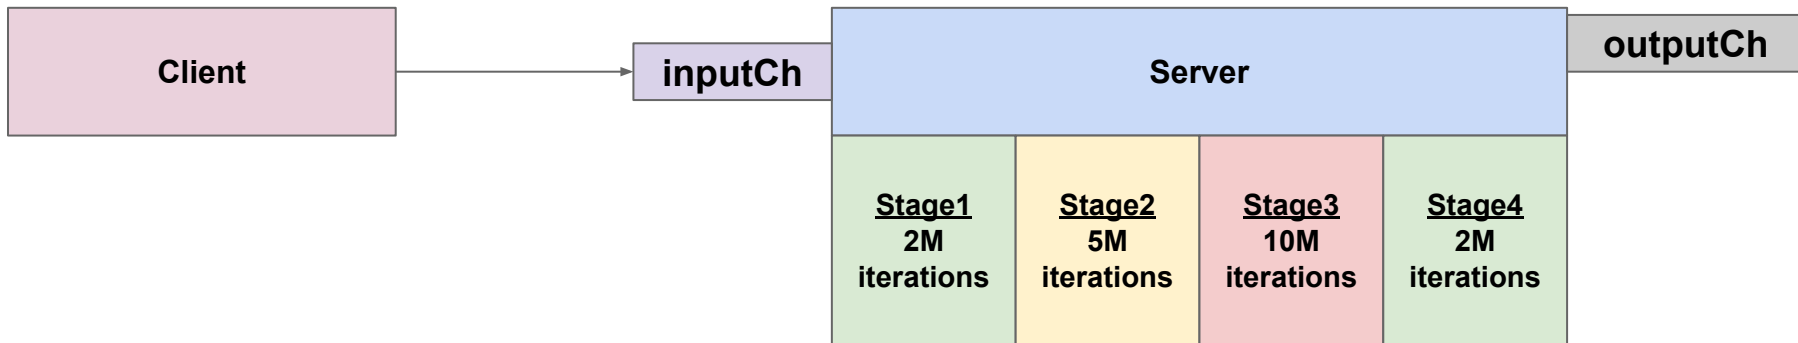 Client
inputCh
Server
outputCh
Stage1
2M
iterations
Stage2
5M
iterations
Stage3
10M
iterations
Stage4
2M
iterations